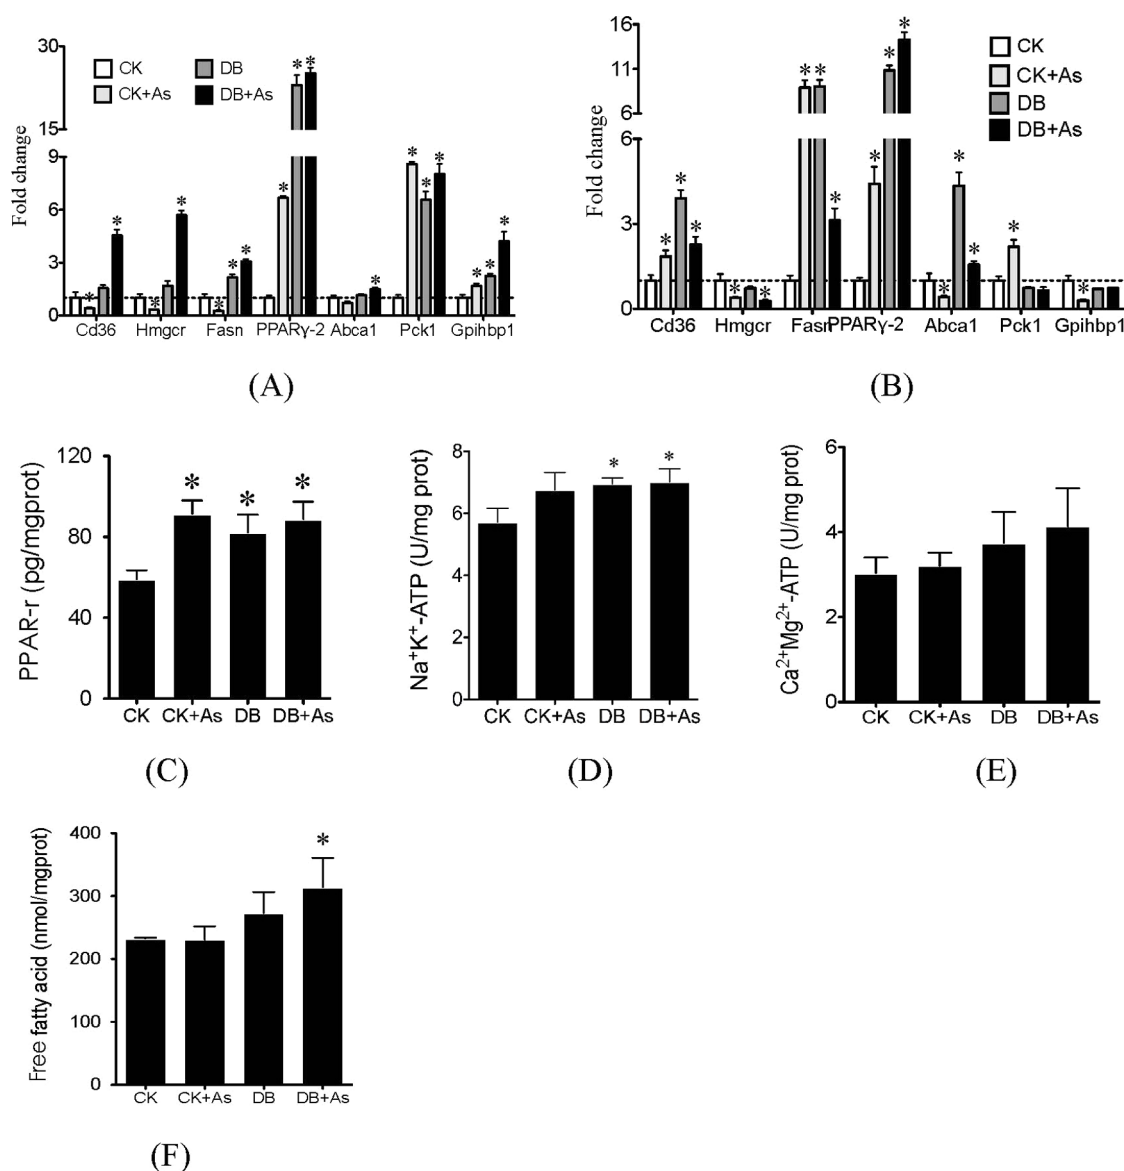 30
15
9
6
3
0
Fold change
CK
DB
CK+As
DB+As
* * * * * * * * * * * * * * * * * *
Cd36 Hmgcr Fasn PPARγ-2 Abca1 Pck1 Gpihbp1
(A)
16
11
6
6
3
0
Fold change
CK
CK+As
DB
DB+As
* * * * * * * * * * * * * * *
Cd36 Hmgcr Fasn PPARγ-2 Abca1 Pck1 Gpihbp1
(B)
PPAR-r (pg/mgprot)
120
80
40
0
* * *
CK CK+As DB DB+As
(C)
Na⁺K⁺-ATP (U/mg prot)
8
6
4
2
0
* *
CK CK+As DB DB+As
(D)
Ca²⁺Mg²⁺-ATP (U/mg prot)
6
4
2
0
CK CK+As DB DB+As
(E)
Free fatty acid (nmol/mgprot)
400
300
200
100
0
*
CK CK+As DB DB+As
(F)